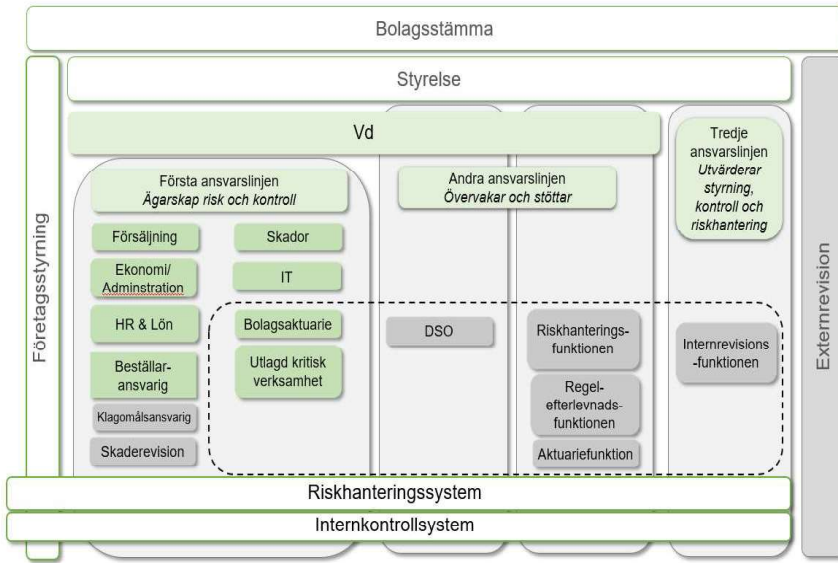 Bolagsstämma
Företagsstyrning
Styrelse
Externrevision
Vd
Första ansvarslinjen
Ägarskap risk och kontroll
Andra ansvarslinjen
Övervakar och stöttar
Tredje
ansvarslinjen
Utvärderar
styrning,
kontroll och
riskhantering
Försäljning
Ekonomi/
Adminstration
HR & Lön
Beställar-
ansvarig
Klagomålsansvarig
Skaderevision
Skador
IT
Bolagsaktuarie
Utlagd kritisk
verksamhet
DSO
Riskhanterings-
funktionen
Regel-
efterlevnads-
funktionen
Aktuariefunktion
Internrevisions
-funktionen
Riskhanteringssystem
Internkontrollsystem